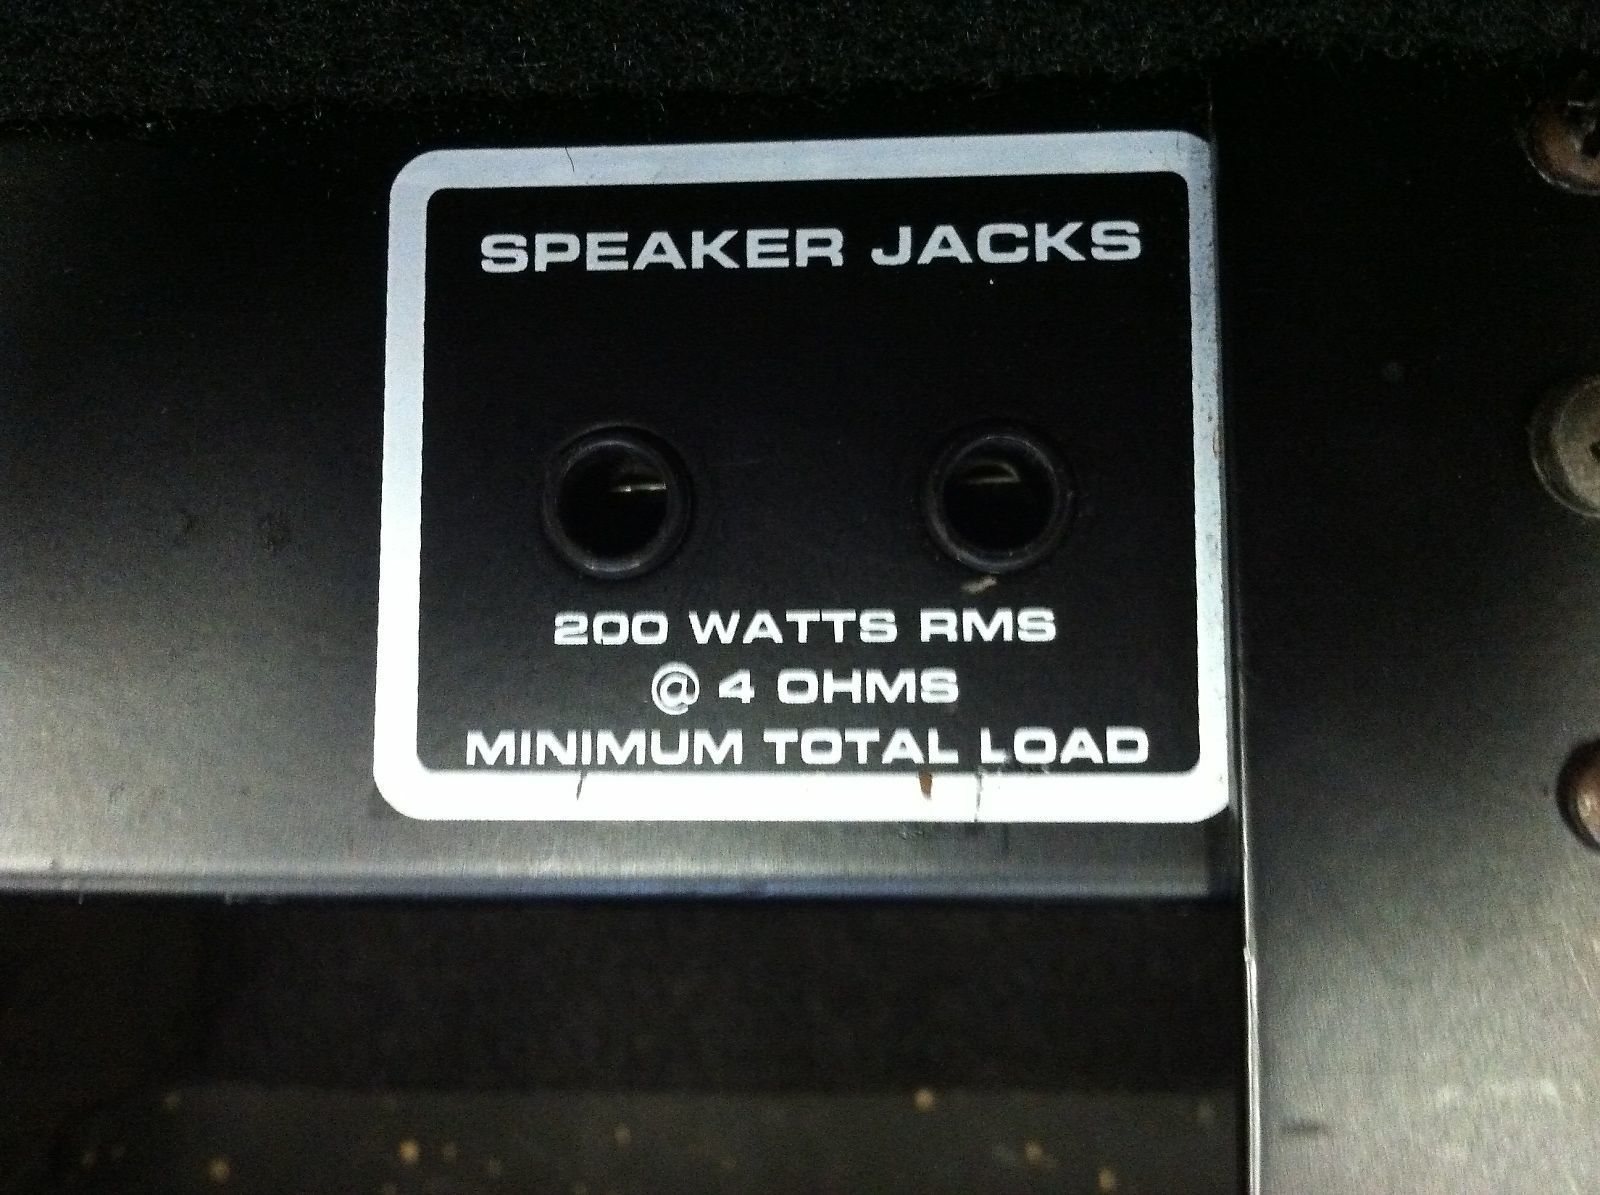 SPEAKER JACKS
200 WATTS RMS
@ 4 OHMS
MINIMUM TOTAL LOAD